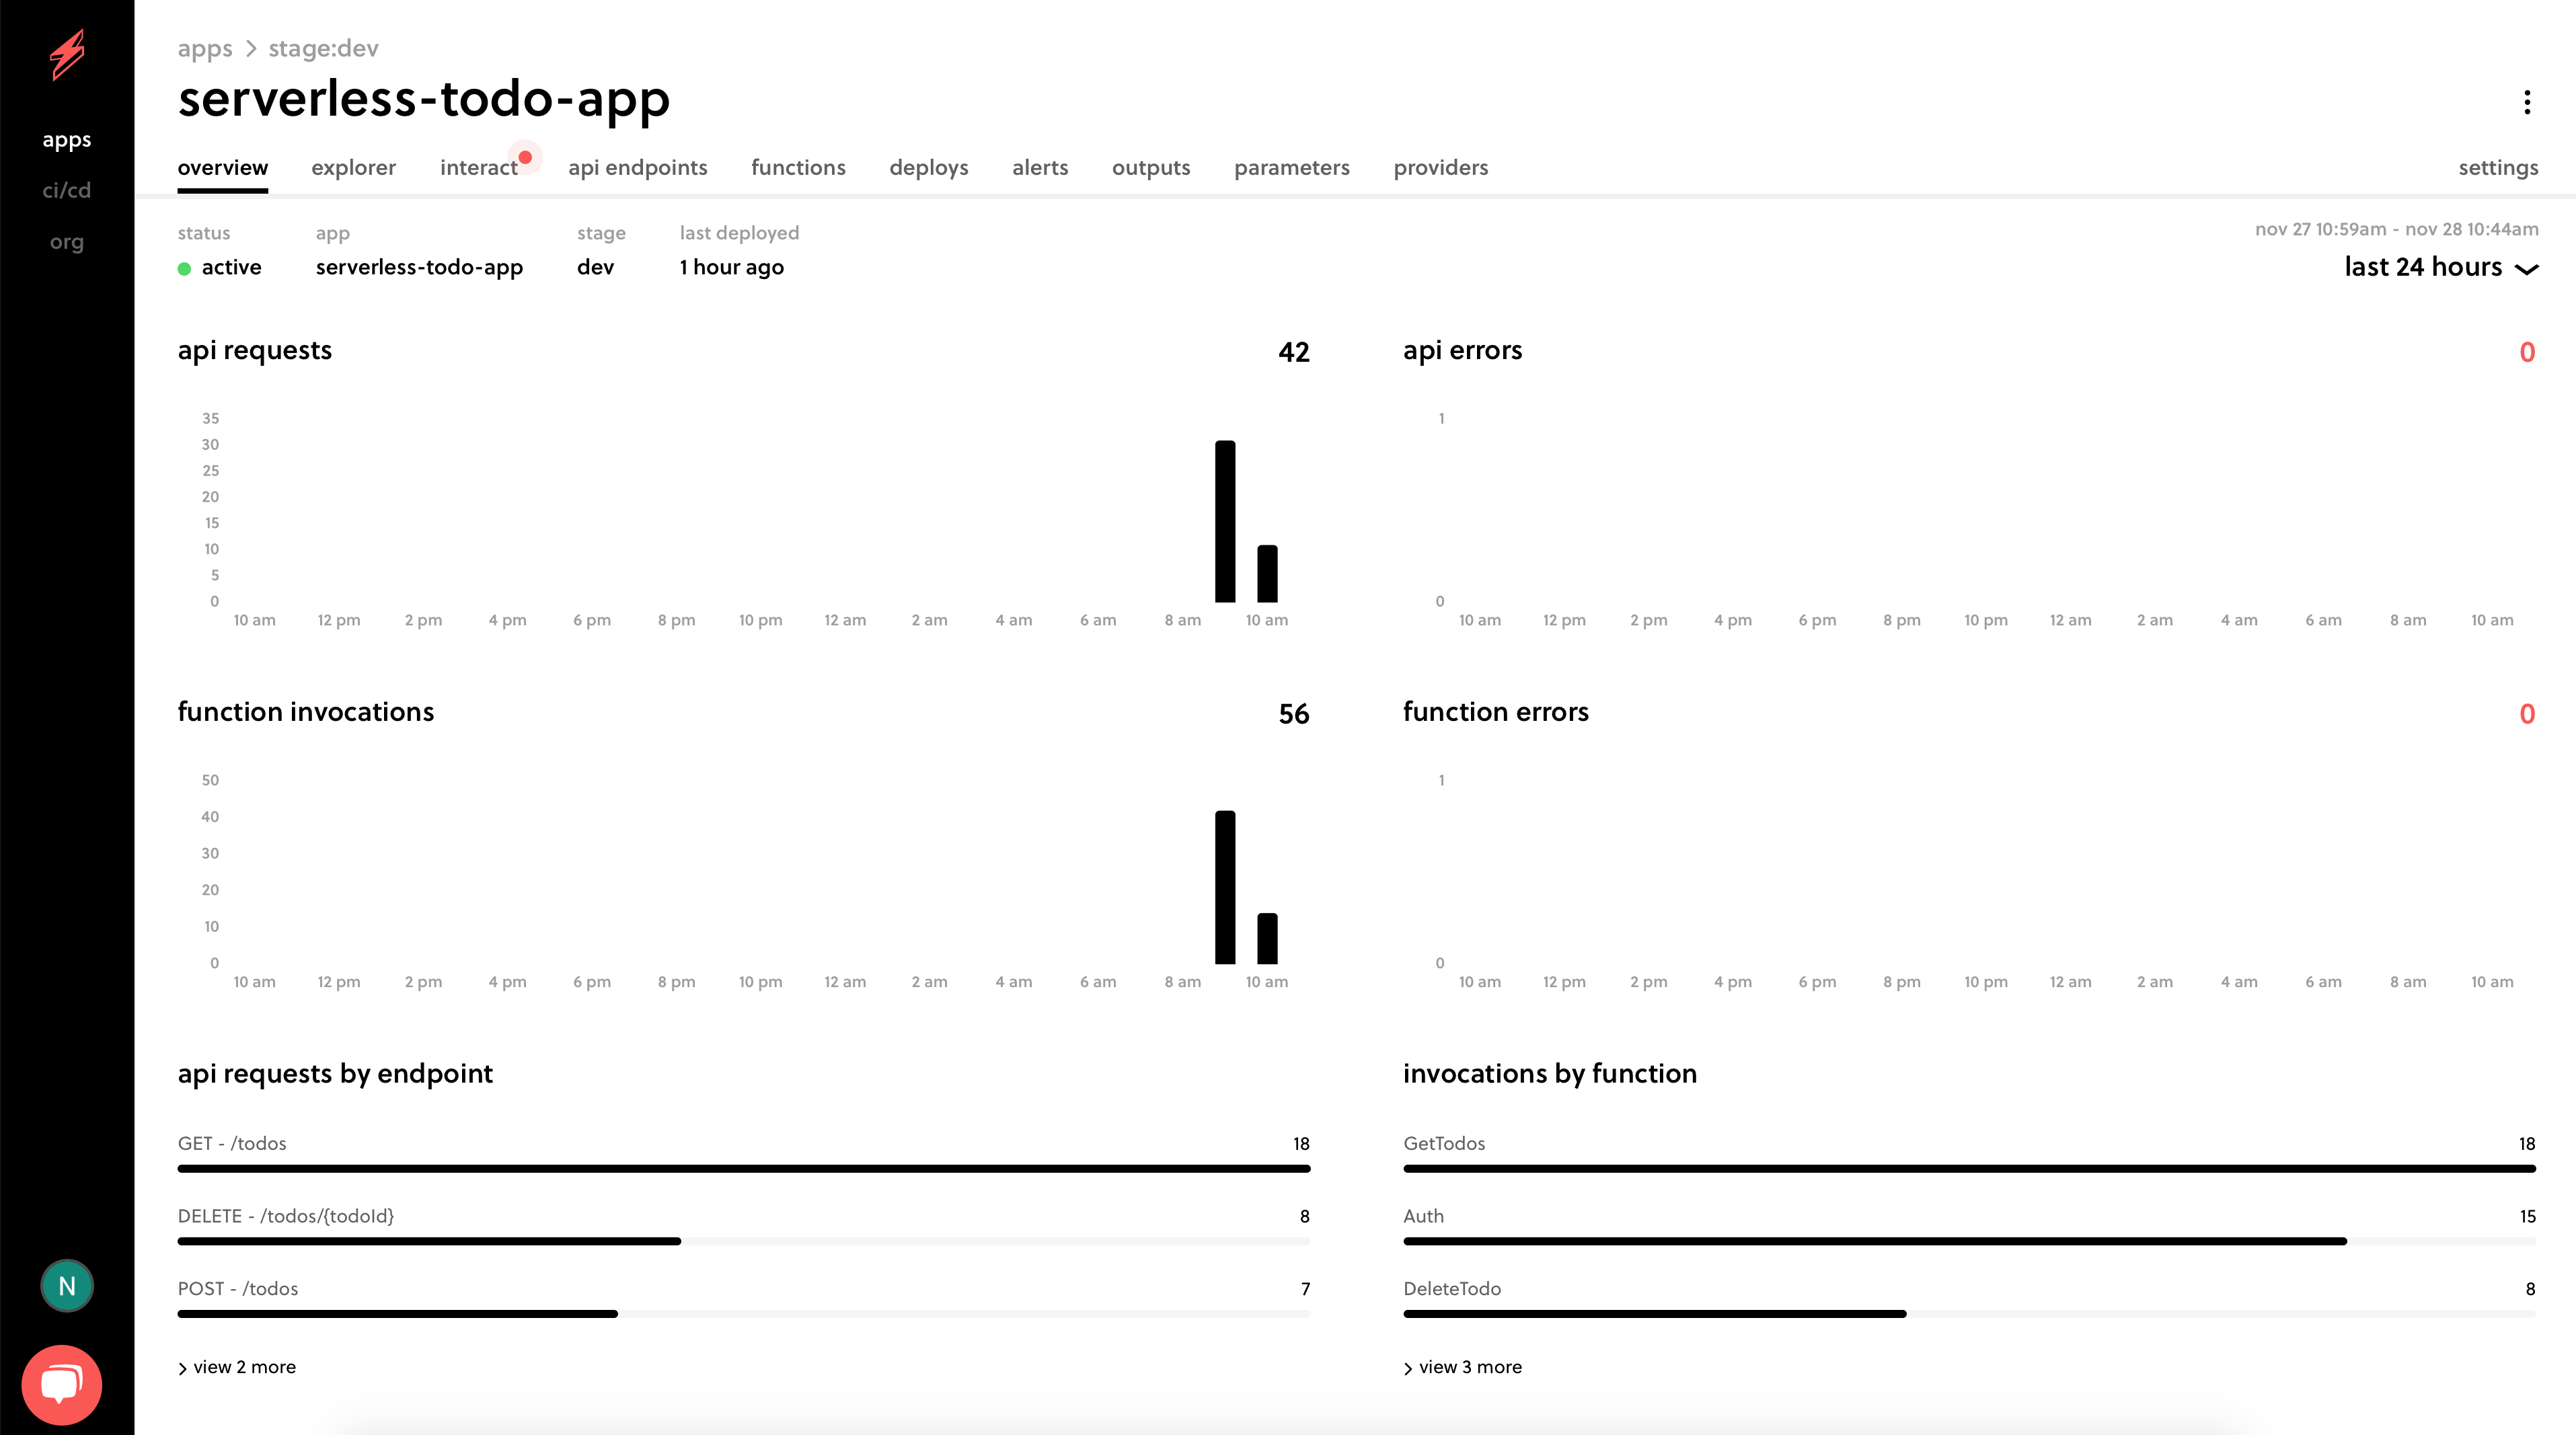 apps > stage:dev
serverless-todo-app
apps
ci/cd
org
overview explorer interact api endpoints functions deploys alerts outputs parameters providers settings
status app stage last deployed
active serverless-todo-app dev 1 hour ago
nov 27 10:59am - nov 28 10:44am
last 24 hours
api requests 42
35
30
25
20
15
10
5
0
10 am 12 pm 2 pm 4 pm 6 pm 8 pm 10 pm 12 am 2 am 4 am 6 am 8 am 10 am
api errors 0
1
0
10 am 12 pm 2 pm 4 pm 6 pm 8 pm 10 pm 12 am 2 am 4 am 6 am 8 am 10 am
function invocations 56
50
40
30
20
10
0
10 am 12 pm 2 pm 4 pm 6 pm 8 pm 10 pm 12 am 2 am 4 am 6 am 8 am 10 am
function errors 0
1
0
10 am 12 pm 2 pm 4 pm 6 pm 8 pm 10 pm 12 am 2 am 4 am 6 am 8 am 10 am
api requests by endpoint
GET - /todos 18
DELETE - /todos/{todoId} 8
POST - /todos 7
> view 2 more
invocations by function
GetTodos 18
Auth 15
DeleteTodo 8
> view 3 more
N